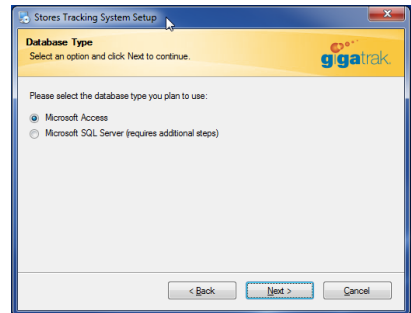 Stores Tracking System Setup
Database Type
Select an option and click Next to continue.
gigatrak.
Please select the database type you plan to use:
Microsoft Access
Microsoft SQL Server (requires additional steps)
< Back
Next >
Cancel